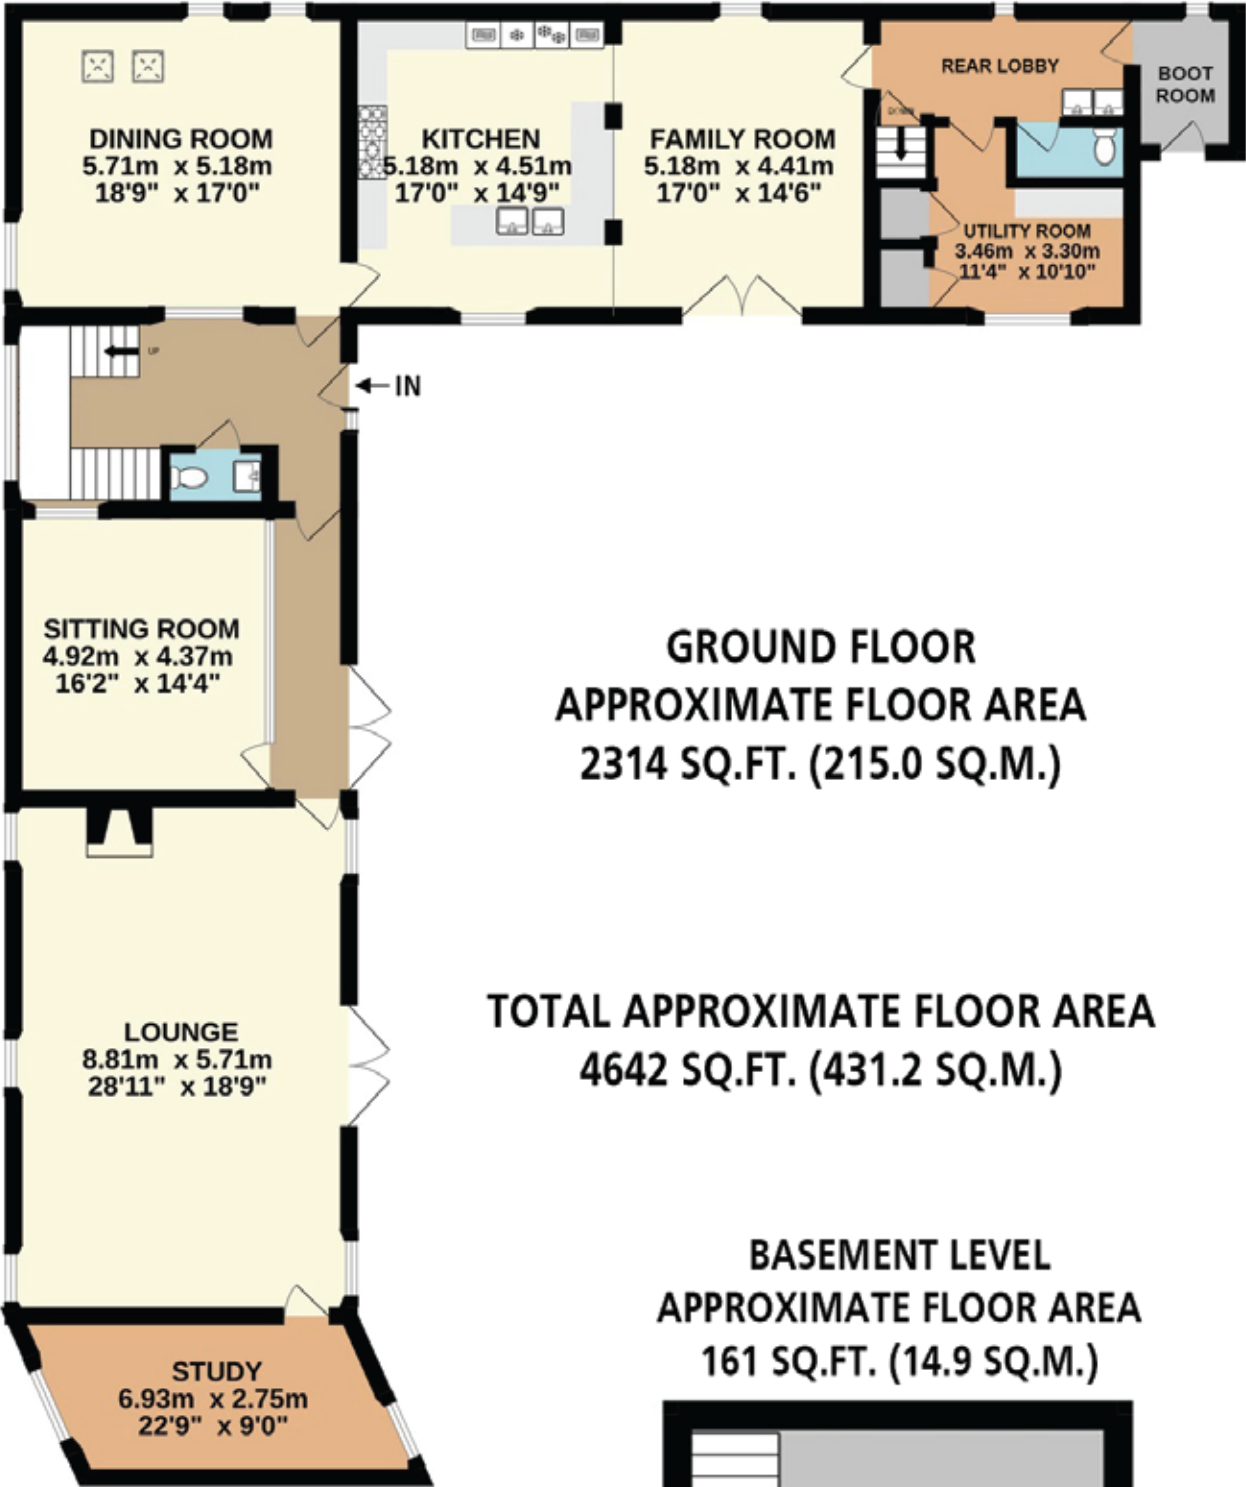 DINING ROOM
5.71m x 5.18m
18'9" x 17'0"
KITCHEN
5.18m x 4.51m
17'0" x 14'9"
FAMILY ROOM
5.18m x 4.41m
17'0" x 14'6"
REAR LOBBY
BOOT
ROOM
DOWN
UTILITY ROOM
3.46m x 3.30m
11'4" x 10'10"
UP
IN
SITTING ROOM
4.92m x 4.37m
16'2" x 14'4"
GROUND FLOOR
APPROXIMATE FLOOR AREA
2314 SQ.FT. (215.0 SQ.M.)
LOUNGE
8.81m x 5.71m
28'11" x 18'9"
TOTAL APPROXIMATE FLOOR AREA
4642 SQ.FT. (431.2 SQ.M.)
STUDY
6.93m x 2.75m
22'9" x 9'0"
BASEMENT LEVEL
APPROXIMATE FLOOR AREA
161 SQ.FT. (14.9 SQ.M.)